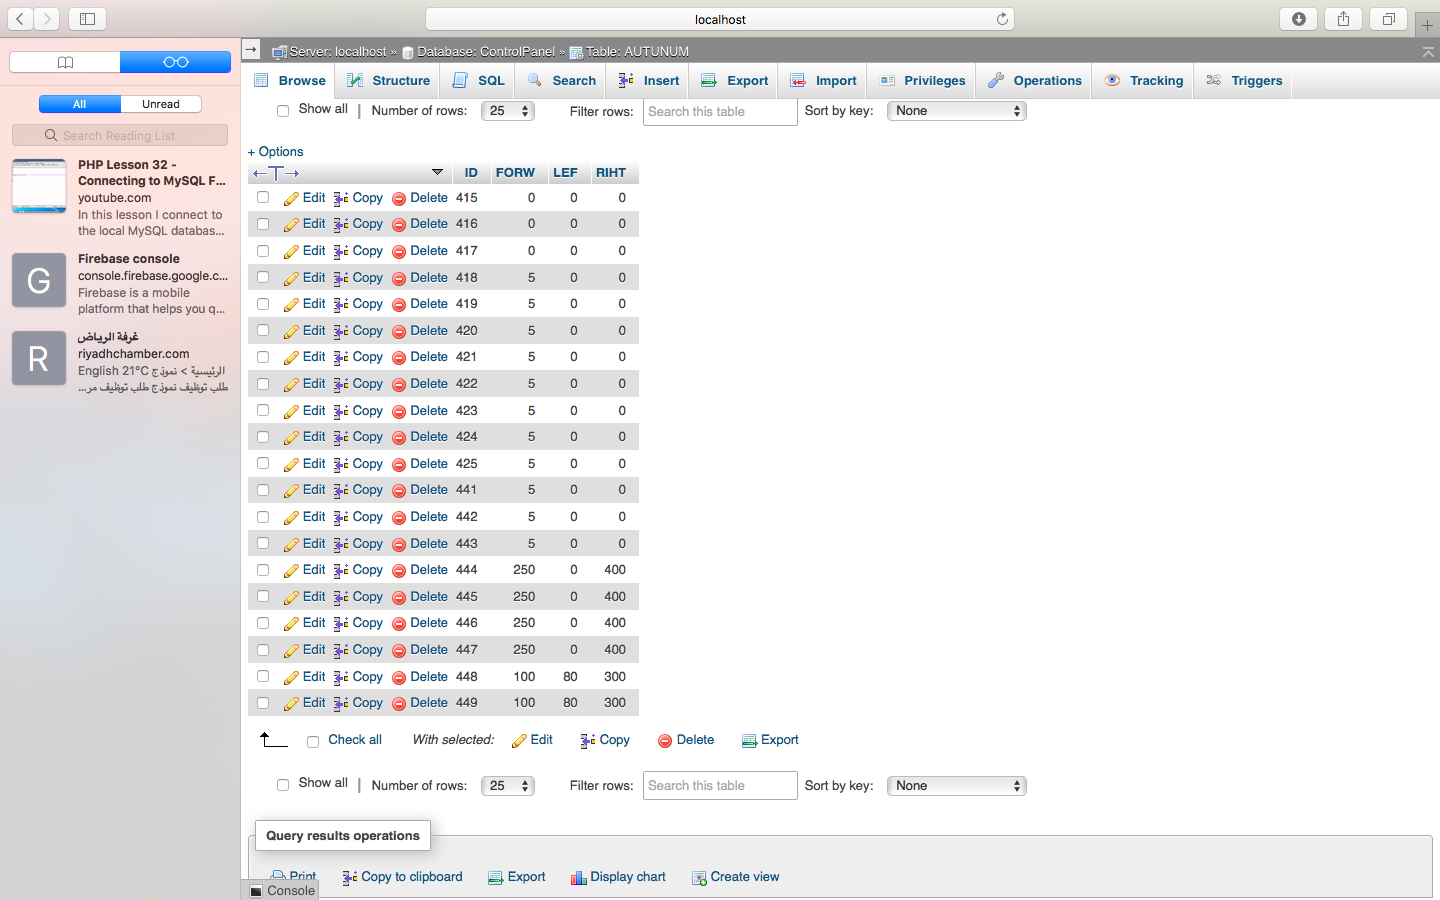 localhost
All
Unread
Search Reading List
PHP Lesson 32 -
Connecting to MySQL F...
youtube.com
In this lesson I connect to
the local MySQL databas...
G
Firebase console
console.firebase.google.c...
Firebase is a mobile
platform that helps you q...
R
غرفة الرياض
riyadhchamber.com
الرئيسية > نموذج English 21°C
طلب توظيف نموذج طلب توظيف مر...
Server: localhost » Database: ControlPanel » Table: AUTUNUM
Browse Structure SQL Search Insert Export Import Privileges Operations Tracking Triggers
Show all | Number of rows: 25 Filter rows: Search this table Sort by key: None
+ Options
←T→ ID FORW LEF RIHT
Edit Copy Delete 415 0 0 0
Edit Copy Delete 416 0 0 0
Edit Copy Delete 417 0 0 0
Edit Copy Delete 418 5 0 0
Edit Copy Delete 419 5 0 0
Edit Copy Delete 420 5 0 0
Edit Copy Delete 421 5 0 0
Edit Copy Delete 422 5 0 0
Edit Copy Delete 423 5 0 0
Edit Copy Delete 424 5 0 0
Edit Copy Delete 425 5 0 0
Edit Copy Delete 441 5 0 0
Edit Copy Delete 442 5 0 0
Edit Copy Delete 443 5 0 0
Edit Copy Delete 444 250 0 400
Edit Copy Delete 445 250 0 400
Edit Copy Delete 446 250 0 400
Edit Copy Delete 447 250 0 400
Edit Copy Delete 448 100 80 300
Edit Copy Delete 449 100 80 300
Check all With selected: Edit Copy Delete Export
Show all | Number of rows: 25 Filter rows: Search this table Sort by key: None
Query results operations
Print Copy to clipboard Export Display chart Create view
Console